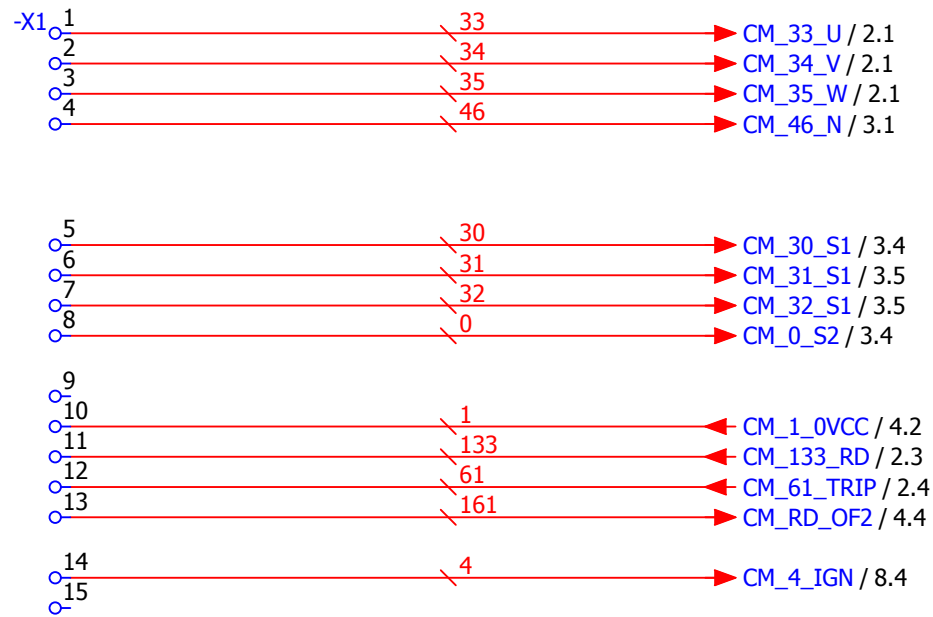 -X1 1 33 CM_33_U / 2.1
2 34 CM_34_V / 2.1
3 35 CM_35_W / 2.1
4 46 CM_46_N / 3.1
5 30 CM_30_S1 / 3.4
6 31 CM_31_S1 / 3.5
7 32 CM_32_S1 / 3.5
8 0 CM_0_S2 / 3.4
9
10 1 CM_1_0VCC / 4.2
11 133 CM_133_RD / 2.3
12 61 CM_61_TRIP / 2.4
13 161 CM_RD_OF2 / 4.4
14 4 CM_4_IGN / 8.4
15